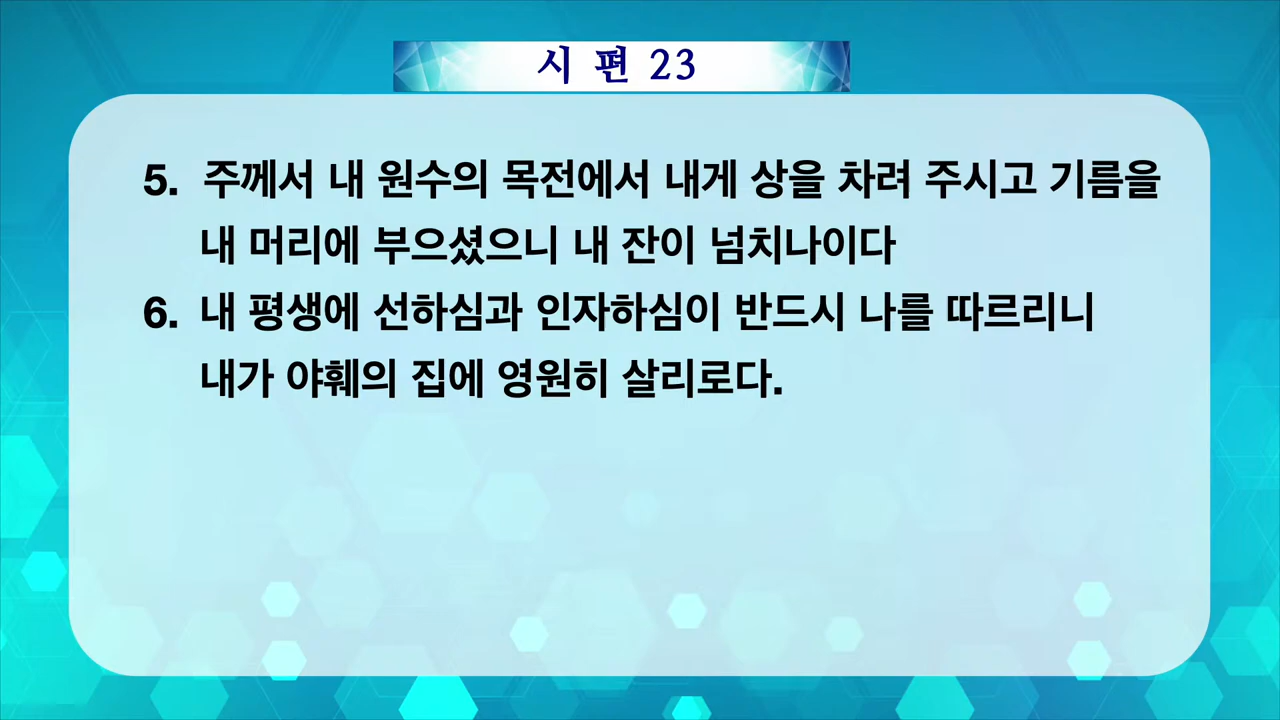 시 편 23
5. 주께서 내 원수의 목전에서 내게 상을 차려 주시고 기름을
내 머리에 부으셨으니 내 잔이 넘치나이다
6. 내 평생에 선하심과 인자하심이 반드시 나를 따르리니
내가 야훼의 집에 영원히 살리로다.